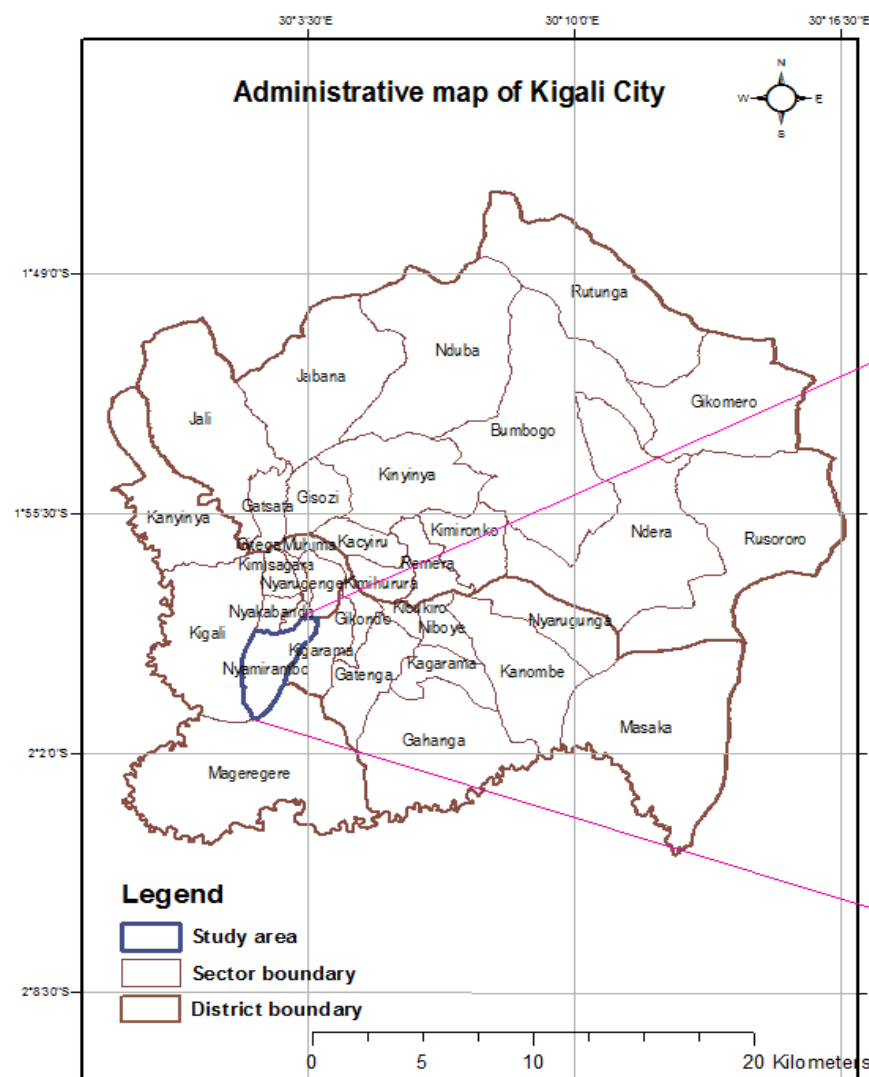 30° 3'30"E 30° 10'0"E 30° 16'30"E
Administrative map of Kigali City
N
W E
S
1°49'0"S
Rutunga
Nduba
Jabana
Gikomero
Jali
Bumbogo
Kinyinya
Gisozi
Gatsata
1°55'30"S
Kanyinya
Kimironko
Ndera
Rusororo
Kacyiru
Gitega Muhima
Kimisagara
Remera
Nyarugenge Kimihurura
Nyakabanda
Kicukiro
Gikondo
Niboye
Nyarugunga
Kigali
Kigarama
Nyamirambo
Kagarama
Gatenga
Kanombe
Masaka
Gahanga
2°2'0"S
Mageregere
Legend
Study area
Sector boundary
2°8'30"S
District boundary
0 5 10 20 Kilometers